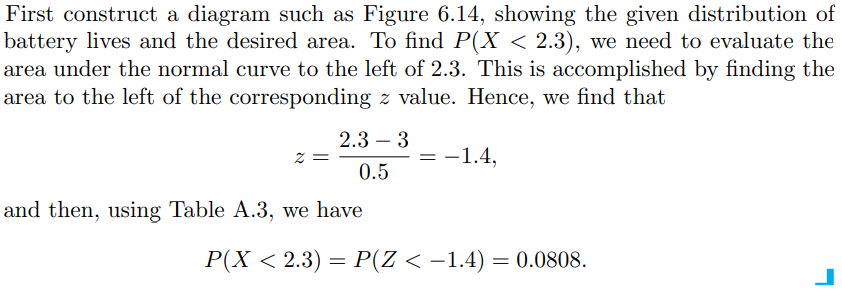 First construct a diagram such as Figure 6.14, showing the given distribution of
battery lives and the desired area. To find P(X < 2.3), we need to evaluate the
area under the normal curve to the left of 2.3. This is accomplished by finding the
area to the left of the corresponding z value. Hence, we find that
z = \frac{2.3 − 3}{0.5} = −1.4,
and then, using Table A.3, we have
P(X < 2.3) = P(Z < −1.4) = 0.0808.